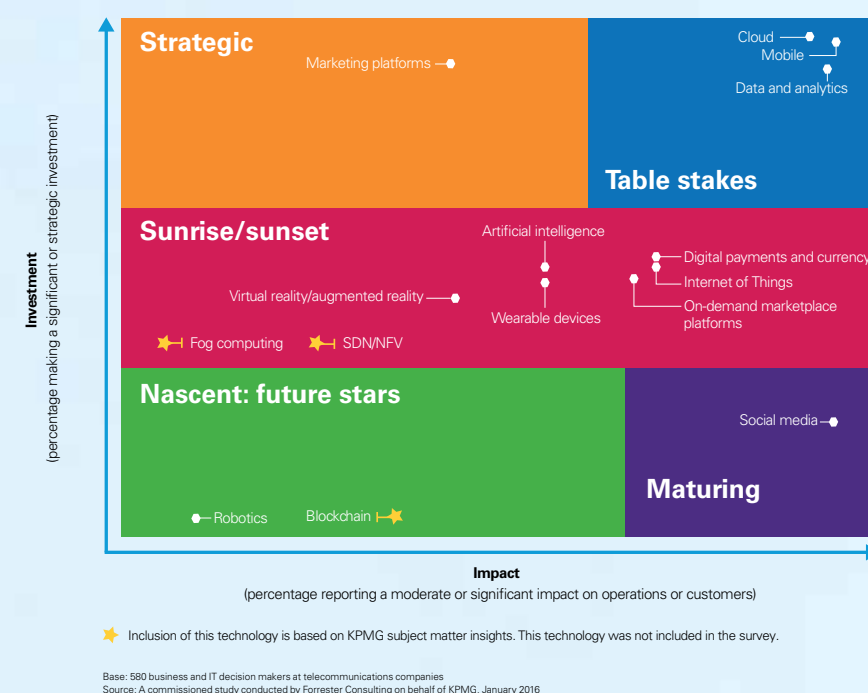 Strategic
Marketing platforms
Cloud
Mobile
Data and analytics
Table stakes
Investment
(percentage making a significant or strategic investment)
Sunrise/sunset
Artificial intelligence
Digital payments and currency
Internet of Things
On-demand marketplace
platforms
Virtual reality/augmented reality
Wearable devices
Fog computing
SDN/NFV
Nascent: future stars
Social media
Maturing
Robotics
Blockchain
Impact
(percentage reporting a moderate or significant impact on operations or customers)
Inclusion of this technology is based on KPMG subject matter insights. This technology was not included in the survey.
Base: 580 business and IT decision makers at telecommunications companies
Source: A commissioned study conducted by Forrester Consulting on behalf of KPMG, January 2016